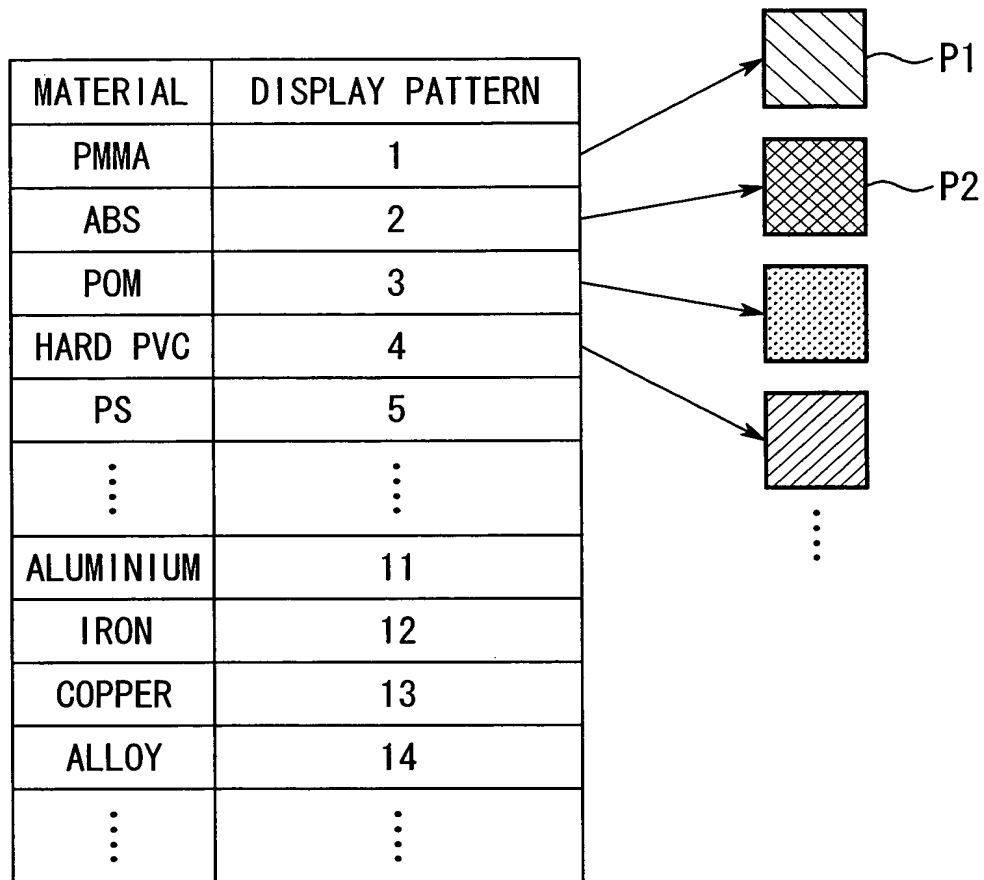 MATERIAL DISPLAY PATTERN
PMMA 1
ABS 2
POM 3
HARD PVC 4
PS 5
ALUMINIUM 11
IRON 12
COPPER 13
ALLOY 14
P1
P2